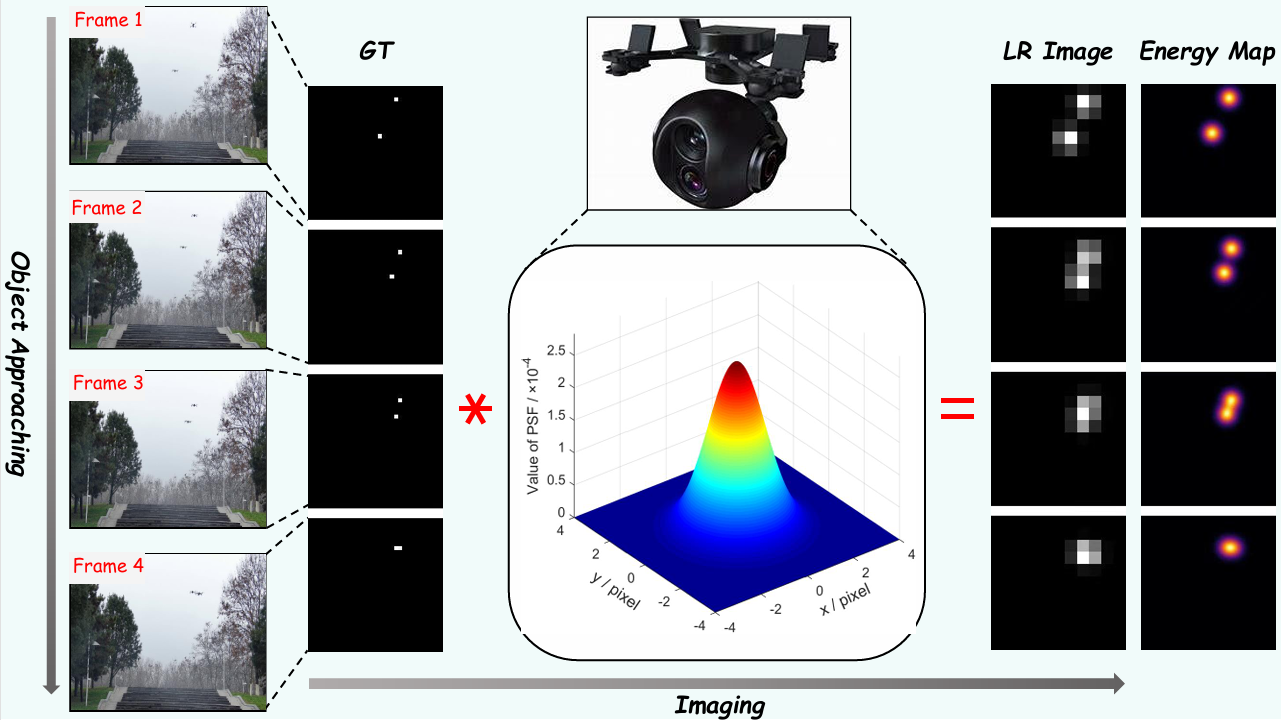 Frame 1
Frame 2
Frame 3
Frame 4
Object Approaching
GT
*
Value of PSF / ×10-4
2.5
2
1.5
1
0.5
0
4
2
0
-2
-4
y / pixel
-4
-2
0
2
4
x / pixel
=
LR Image
Energy Map
Imaging